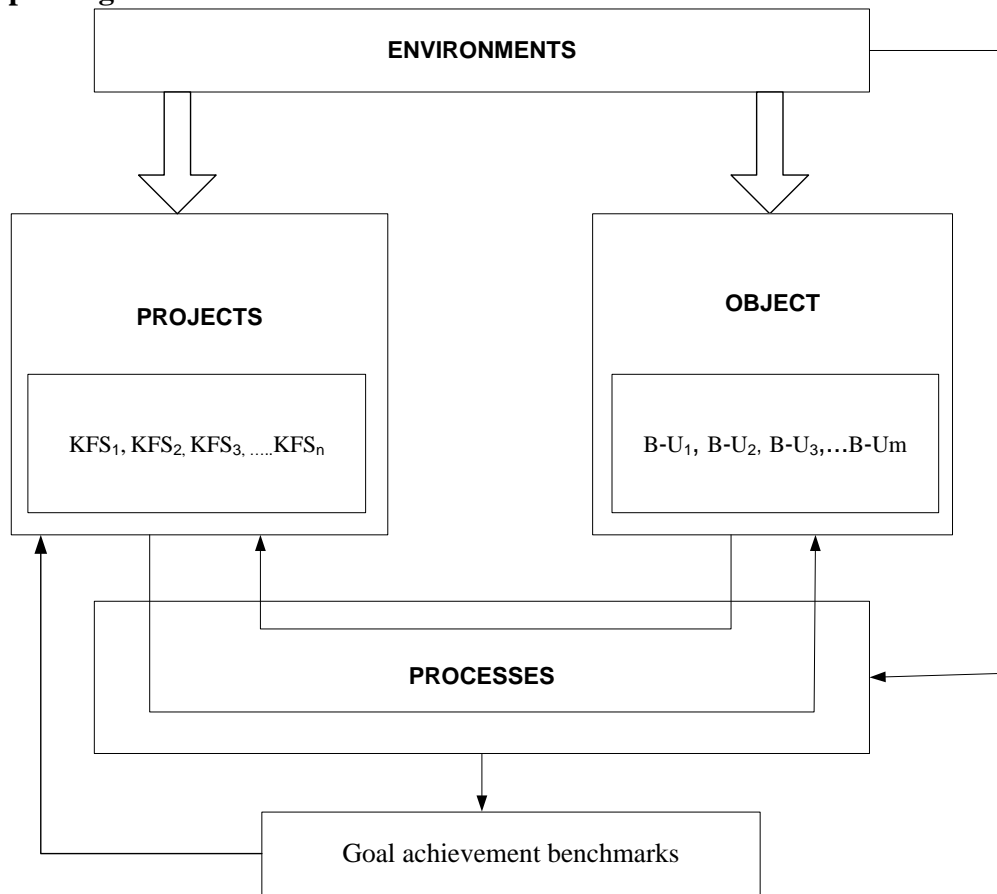 ENVIRONMENTS
PROJECTS
OBJECT
KFS₁, KFS₂, KFS₃, .....KFSₙ
B-U₁, B-U₂, B-U₃,...B-Um
PROCESSES
Goal achievement benchmarks